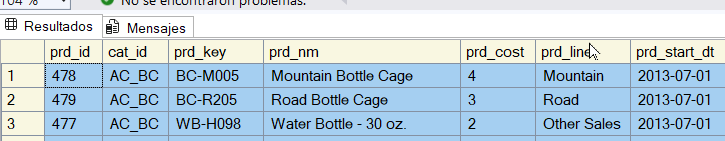 104 % No se encontraron problemas.
Resultados Mensajes
prd_id cat_id prd_key prd_nm prd_cost prd_line prd_start_dt
1 478 AC_BC BC-M005 Mountain Bottle Cage 4 Mountain 2013-07-01
2 479 AC_BC BC-R205 Road Bottle Cage 3 Road 2013-07-01
3 477 AC_BC WB-H098 Water Bottle - 30 oz. 2 Other Sales 2013-07-01